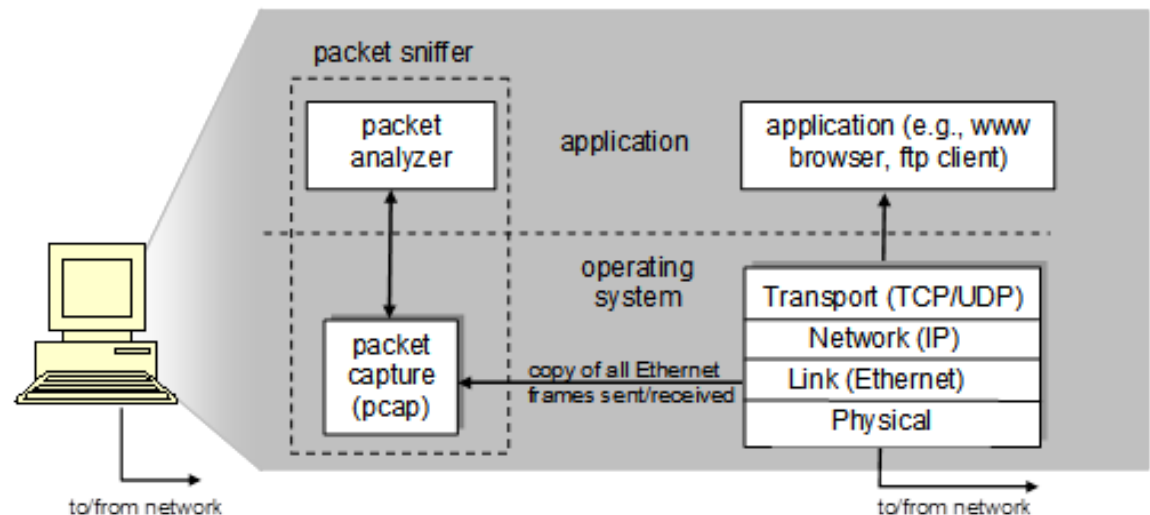 packet sniffer
packet
analyzer
application
application (e.g., www
browser, ftp client)
operating
system
packet
capture
(pcap)
copy of all Ethernet
frames sent/received
Transport (TCP/UDP)
Network (IP)
Link (Ethernet)
Physical
to/from network
to/from network